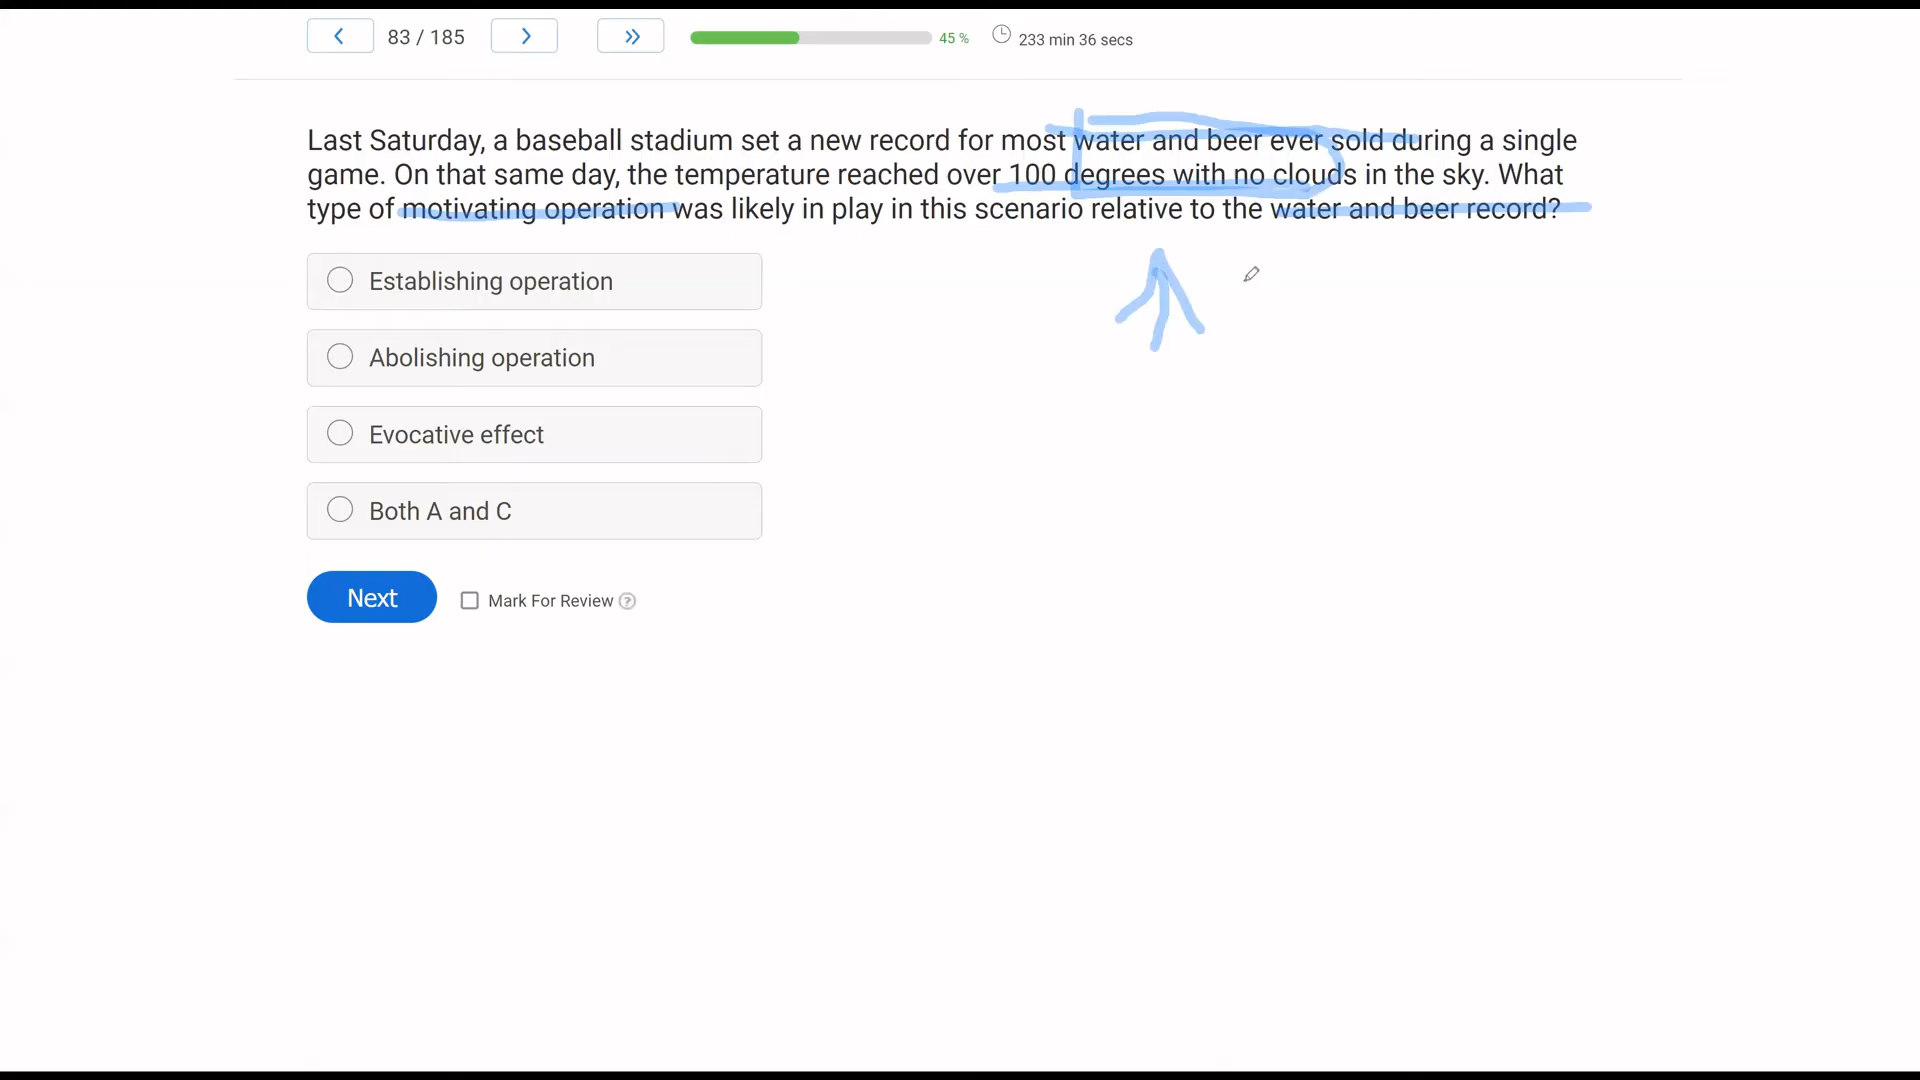 83 / 185
45 %
233 min 36 secs
Last Saturday, a baseball stadium set a new record for most water and beer ever sold during a single
game. On that same day, the temperature reached over 100 degrees with no clouds in the sky. What
type of motivating operation was likely in play in this scenario relative to the water and beer record?
Establishing operation
Abolishing operation
Evocative effect
Both A and C
Next
Mark For Review ?